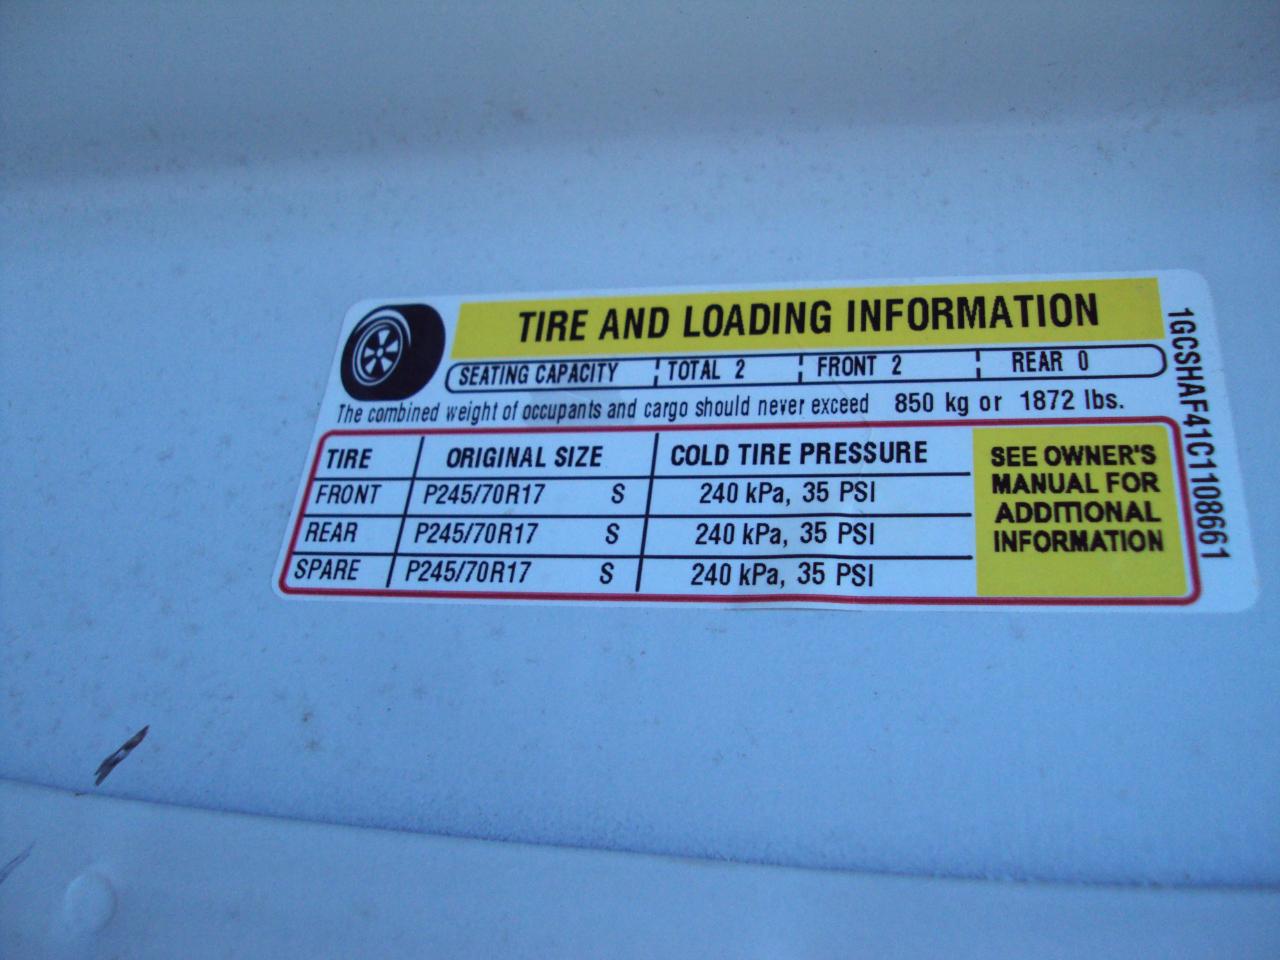 TIRE AND LOADING INFORMATION
SEATING CAPACITY TOTAL 2 FRONT 2 REAR 0
The combined weight of occupants and cargo should never exceed 850 kg or 1872 lbs.
TIRE ORIGINAL SIZE COLD TIRE PRESSURE
FRONT P245/70R17 S 240 kPa, 35 PSI
REAR P245/70R17 S 240 kPa, 35 PSI
SPARE P245/70R17 S 240 kPa, 35 PSI
SEE OWNER'S
MANUAL FOR
ADDITIONAL
INFORMATION
1GCSHAF41C1108661